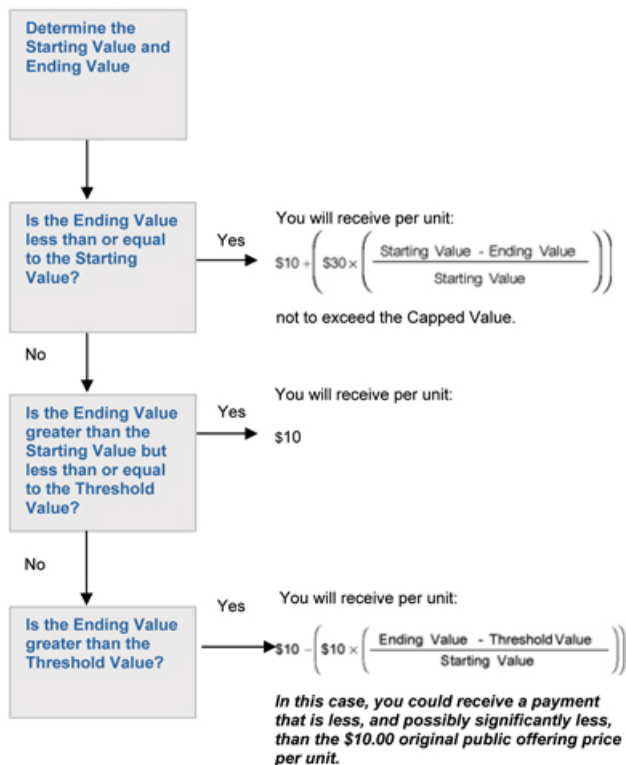 Determine the
Starting Value and
Ending Value
Is the Ending Value
less than or equal
to the Starting
Value?
Yes
You will receive per unit:
$10 + ( $30 × ( Starting Value - Ending Value
Starting Value ) )
not to exceed the Capped Value.
No
Is the Ending Value
greater than the
Starting Value but
less than or equal
to the Threshold
Value?
Yes
You will receive per unit:
$10
No
Is the Ending Value
greater than the
Threshold Value?
Yes
You will receive per unit:
$10 - ( $10 × ( Ending Value - Threshold Value
Starting Value ) )
In this case, you could receive a payment
that is less, and possibly significantly less,
than the $10.00 original public offering price
per unit.